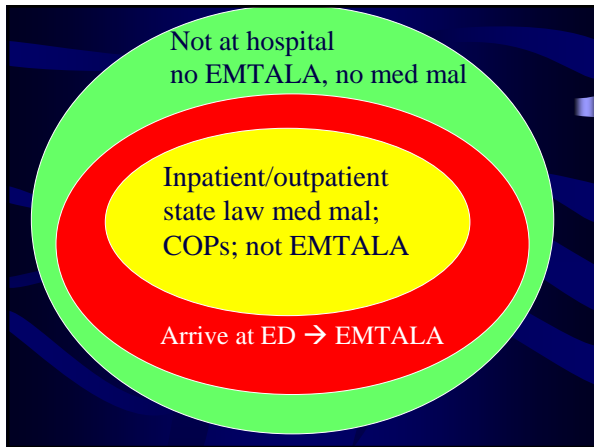 Not at hospital
no EMTALA, no med mal
Inpatient/outpatient
state law med mal;
COPs; not EMTALA
Arrive at ED → EMTALA